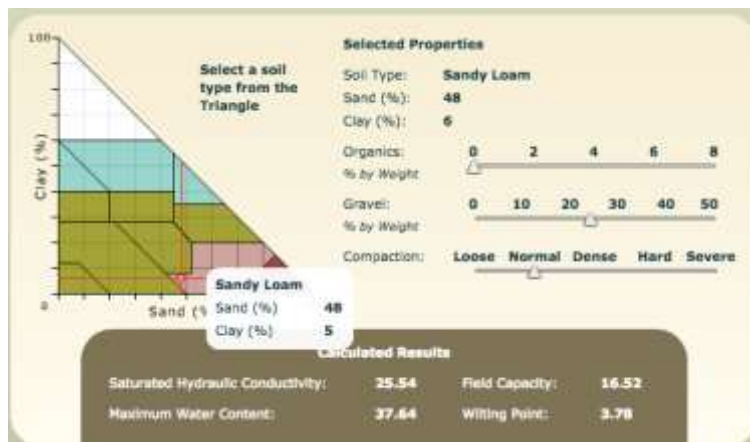 100
Clay (%)
0
Sand (%
Select a soil
type from the
Triangle
Selected Properties
Soil Type: Sandy Loam
Sand (%): 48
Clay (%): 6
Organics: 0 2 4 6 8
% by Weight
Gravel: 0 10 20 30 40 50
% by Weight
Compaction: Loose Normal Dense Hard Severe
Sandy Loam
Sand (%) 48
Clay (%) 5
Calculated Results
Saturated Hydraulic Conductivity: 25.54 Field Capacity: 16.52
Maximum Water Content: 37.64 Wilting Point: 3.78